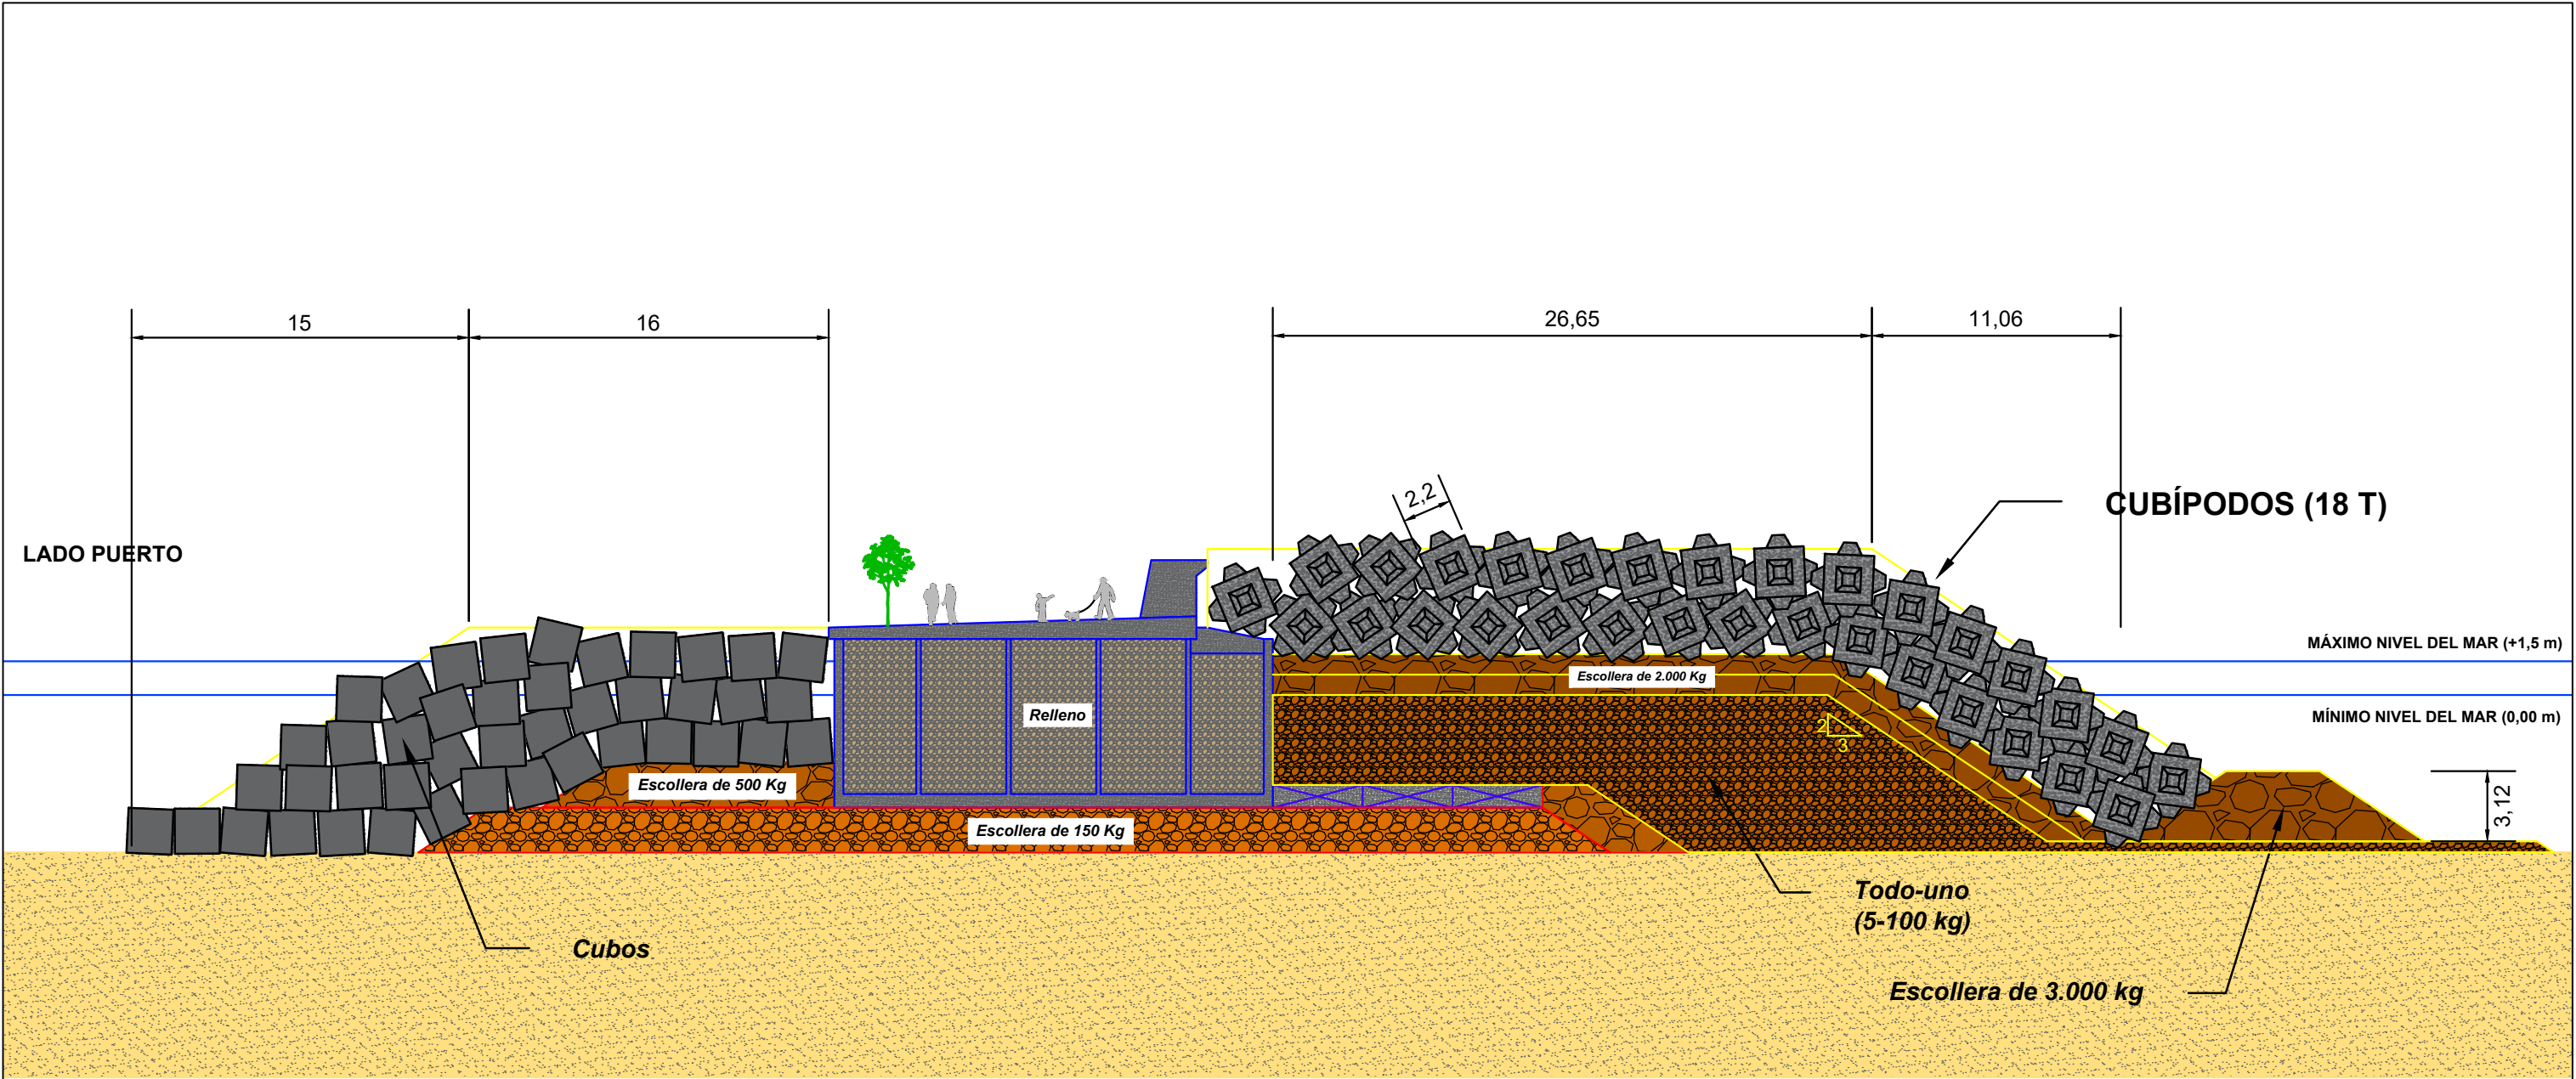 15
16
26,65
11,06
2,2
CUBÍPODOS (18 T)
LADO PUERTO
MÁXIMO NIVEL DEL MAR (+1,5 m)
Escollera de 2.000 Kg
Relleno
MÍNIMO NIVEL DEL MAR (0,00 m)
2
3
Escollera de 500 Kg
3,12
Escollera de 150 Kg
Todo-uno
(5-100 kg)
Cubos
Escollera de 3.000 kg